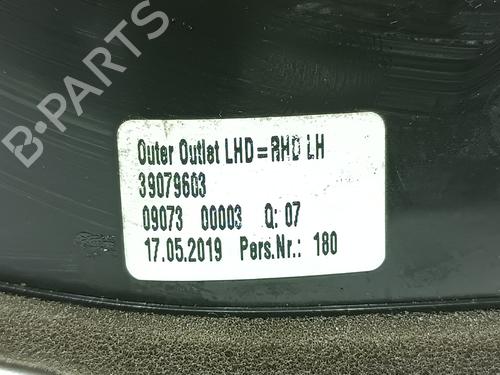 B-PARTS
Outer Outlet LHD=RHD LH
39079603
09073 00003 Q: 07
17.05.2019 Pers.Nr.: 180